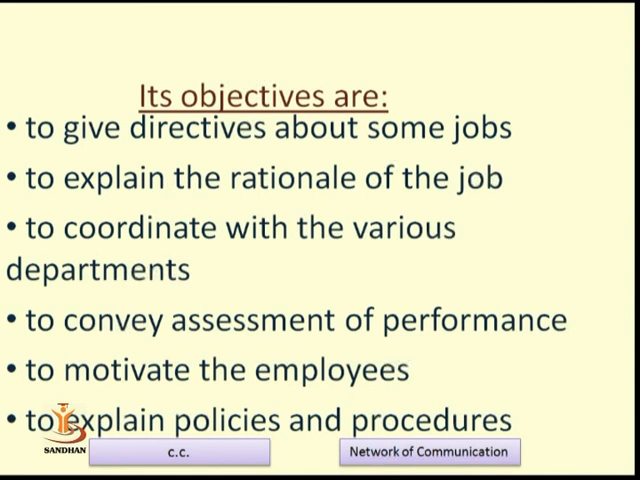 Its objectives are:
• to give directives about some jobs
• to explain the rationale of the job
• to coordinate with the various
departments
• to convey assessment of performance
• to motivate the employees
• to explain policies and procedures
SANDHAN
c.c.
Network of Communication